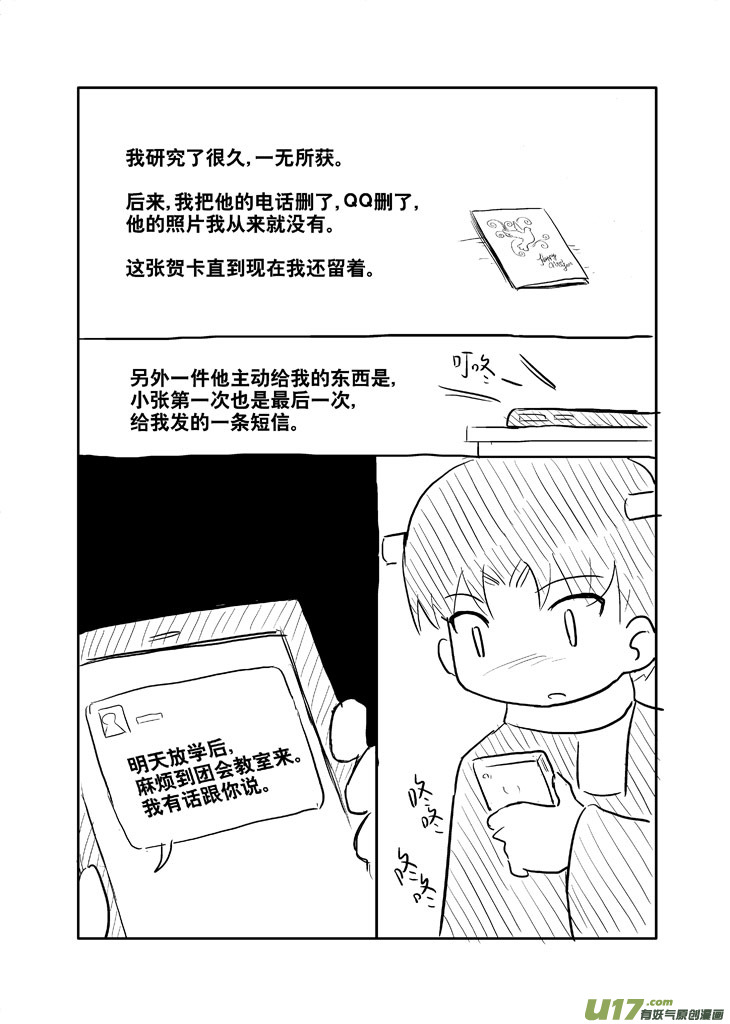 我研究了很久，一无所获。
后来，我把他的电话删了，QQ删了，
他的照片我从来就没有。
这张贺卡直到现在我还留着。
Happy
New Year
另外一件他主动给我的东西是，
小张第一次也是最后一次，
给我发的一条短信。
叮咚
明天放学后，
麻烦到团会教室来。
我有话跟你说。
咚咚
咚咚
U17.com
有妖气原创漫画